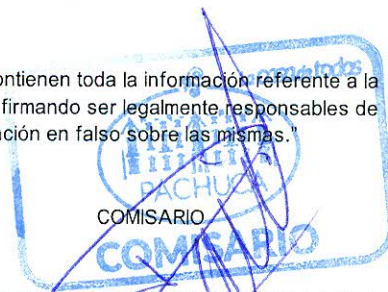 ontienen toda la información referente a la
firmando ser legalmente responsables de
ación en falso sobre las mismas."
PACHUCA
COMISARIO
COMISARIO